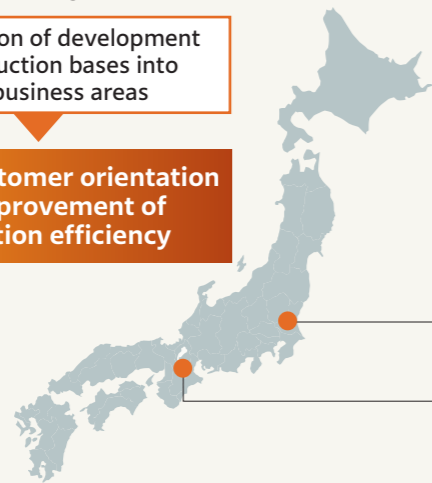 on of development
uction bases into
business areas
tomer orientation
provement of
tion efficiency